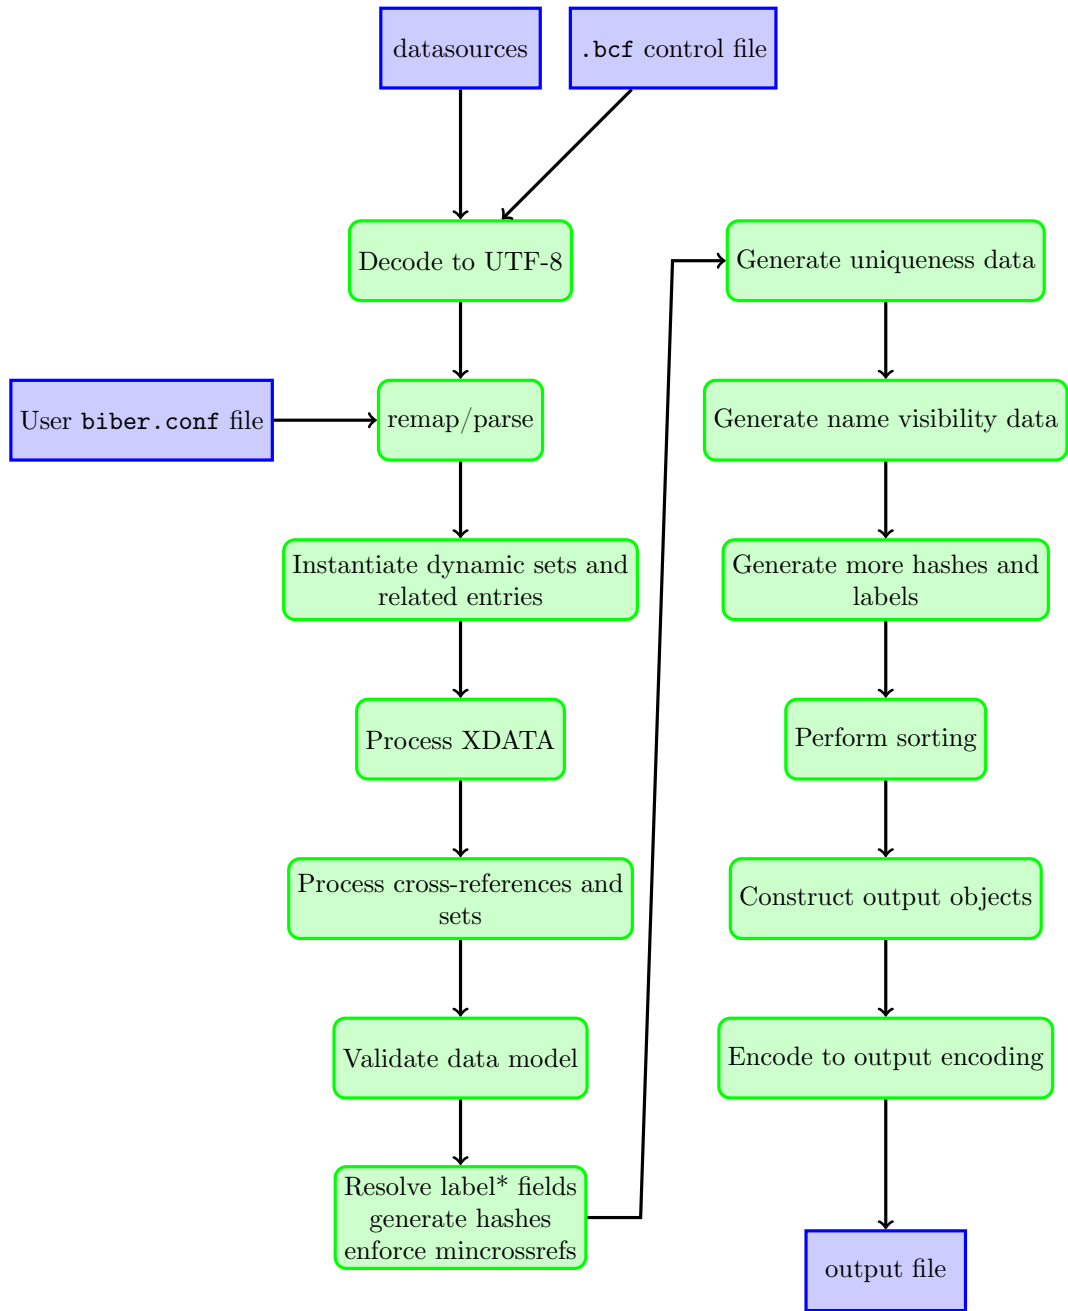 datasources
.bcf control file
Decode to UTF-8
User biber.conf file
remap/parse
Instantiate dynamic sets and
related entries
Process XDATA
Process cross-references and
sets
Validate data model
Resolve label* fields
generate hashes
enforce mincrossrefs
Generate uniqueness data
Generate name visibility data
Generate more hashes and
labels
Perform sorting
Construct output objects
Encode to output encoding
output file